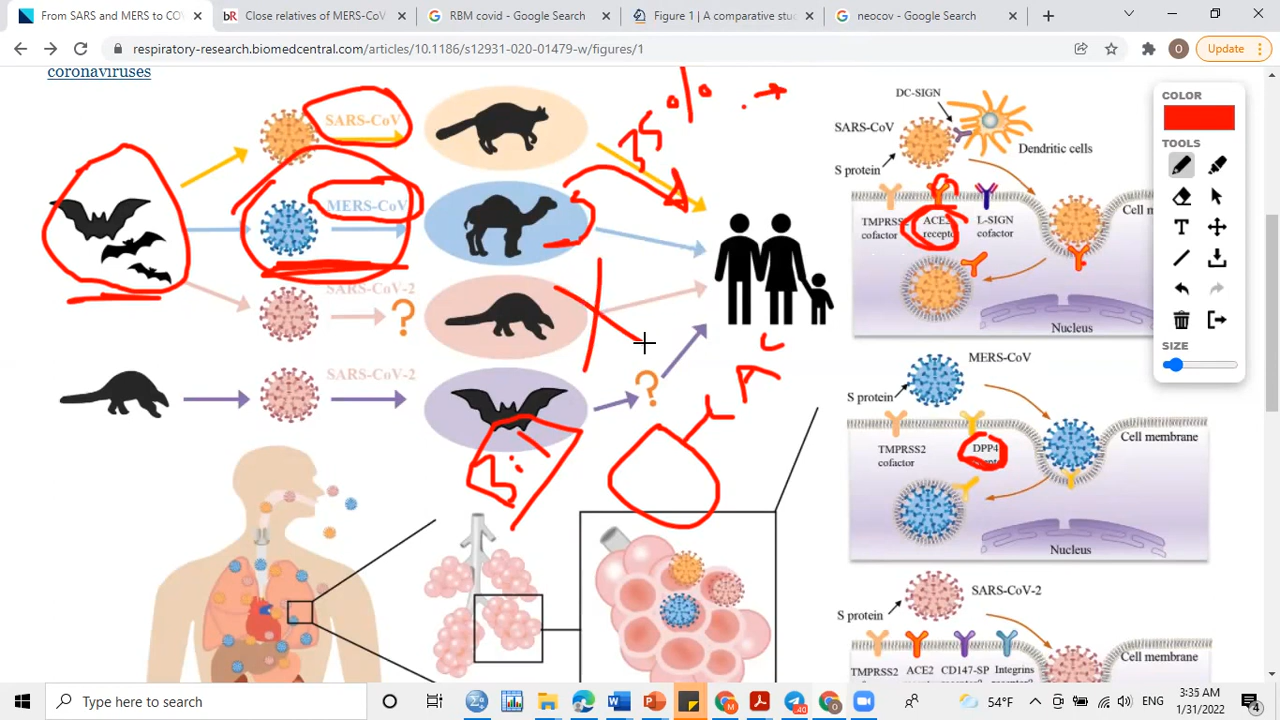 From SARS and MERS to CO
Close relatives of MERS-CoV
RBM covid - Google Search
Figure 1 | A comparative stu
neocov - Google Search
respiratory-research.biomedcentral.com/articles/10.1186/s12931-020-01479-w/figures/1
Update
coronaviruses
SARS-CoV
MERS-CoV
SARS-CoV-2
?
SARS-CoV-2
?
35 %
DC-SIGN
SARS-CoV
Dendritic cells
S protein
TMPRSS2
cofactor
ACE2
receptor
L-SIGN
cofactor
Cell m
Nucleus
MERS-CoV
S protein
TMPRSS2
cofactor
DPP4
Cell membrane
Nucleus
SARS-CoV-2
S protein
TMPRSS2
ACE2
CD147-SP
Integrins
Cell membrane
COLOR
TOOLS
T
SIZE
Type here to search
40
54°F
ENG
3:35 AM
1/31/2022
4